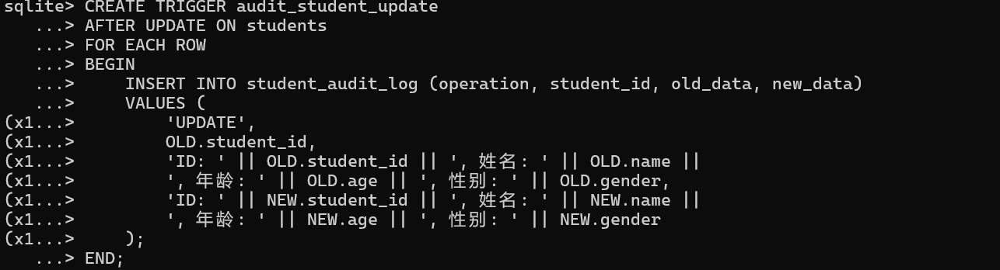 sqlite> CREATE TRIGGER audit_student_update
   ...> AFTER UPDATE ON students
   ...> FOR EACH ROW
   ...> BEGIN
   ...>     INSERT INTO student_audit_log (operation, student_id, old_data, new_data)
   ...>     VALUES (
(x1...>         'UPDATE',
(x1...>         OLD.student_id,
(x1...>         'ID: ' || OLD.student_id || ', 姓名: ' || OLD.name ||
(x1...>         ', 年龄: ' || OLD.age || ', 性别: ' || OLD.gender,
(x1...>         'ID: ' || NEW.student_id || ', 姓名: ' || NEW.name ||
(x1...>         ', 年龄: ' || NEW.age || ', 性别: ' || NEW.gender
(x1...>     );
   ...> END;